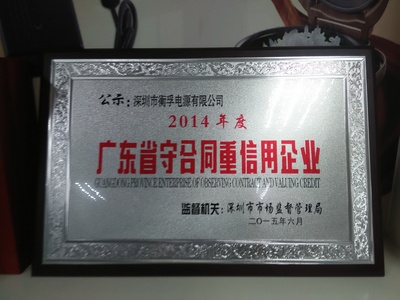 公示：深圳市衡孚电源有限公司
2014年度
广东省守合同重信用企业
GUANGDONG PROVINCE ENTERPRISE OF OBSERVING CONTRACT AND VALUING CREDIT
监督机关：深圳市市场监督管理局
二〇一五年六月